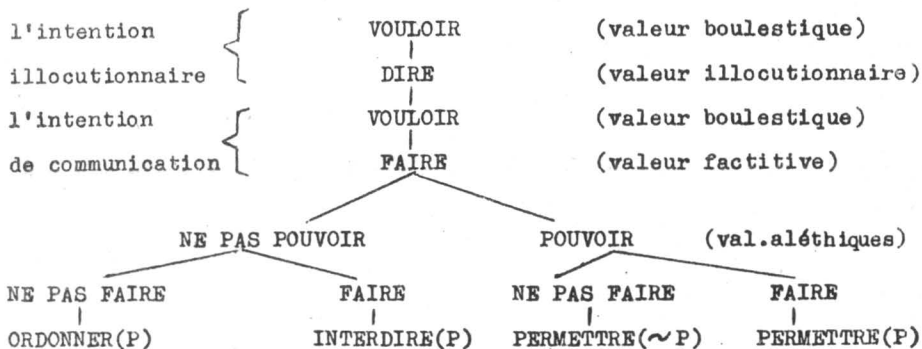 l'intention VOULOIR (valeur boulestique)
illocutionnaire DIRE (valeur illocutionnaire)
l'intention VOULOIR (valeur boulestique)
de communication FAIRE (valeur factitive)
NE PAS POUVOIR POUVOIR (val.aléthiques)
NE PAS FAIRE FAIRE NE PAS FAIRE FAIRE
ORDONNER(P) INTERDIRE(P) PERMETTRE(~P) PERMETTRE(P)